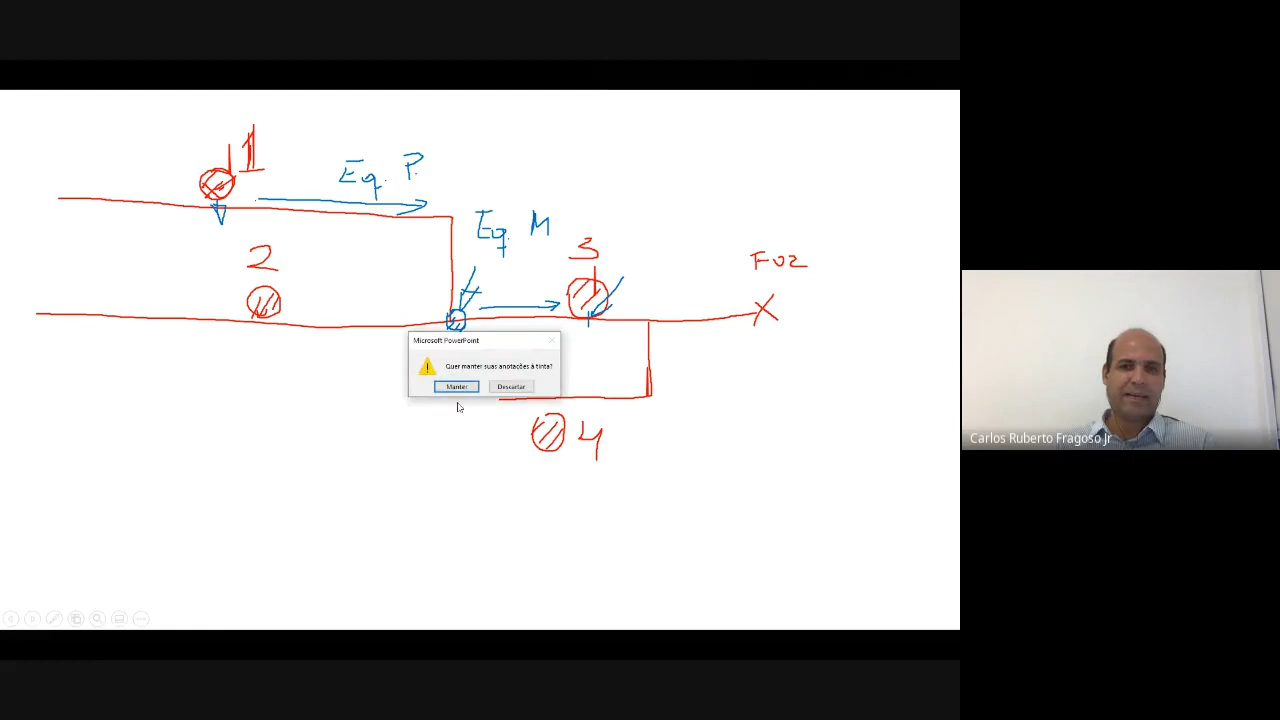 1
Eq. P.
Eq. M
2
3
Foz
Microsoft PowerPoint
Quer manter suas anotações à tinta?
Manter
Descartar
4
Carlos Ruberto Fragoso Jr